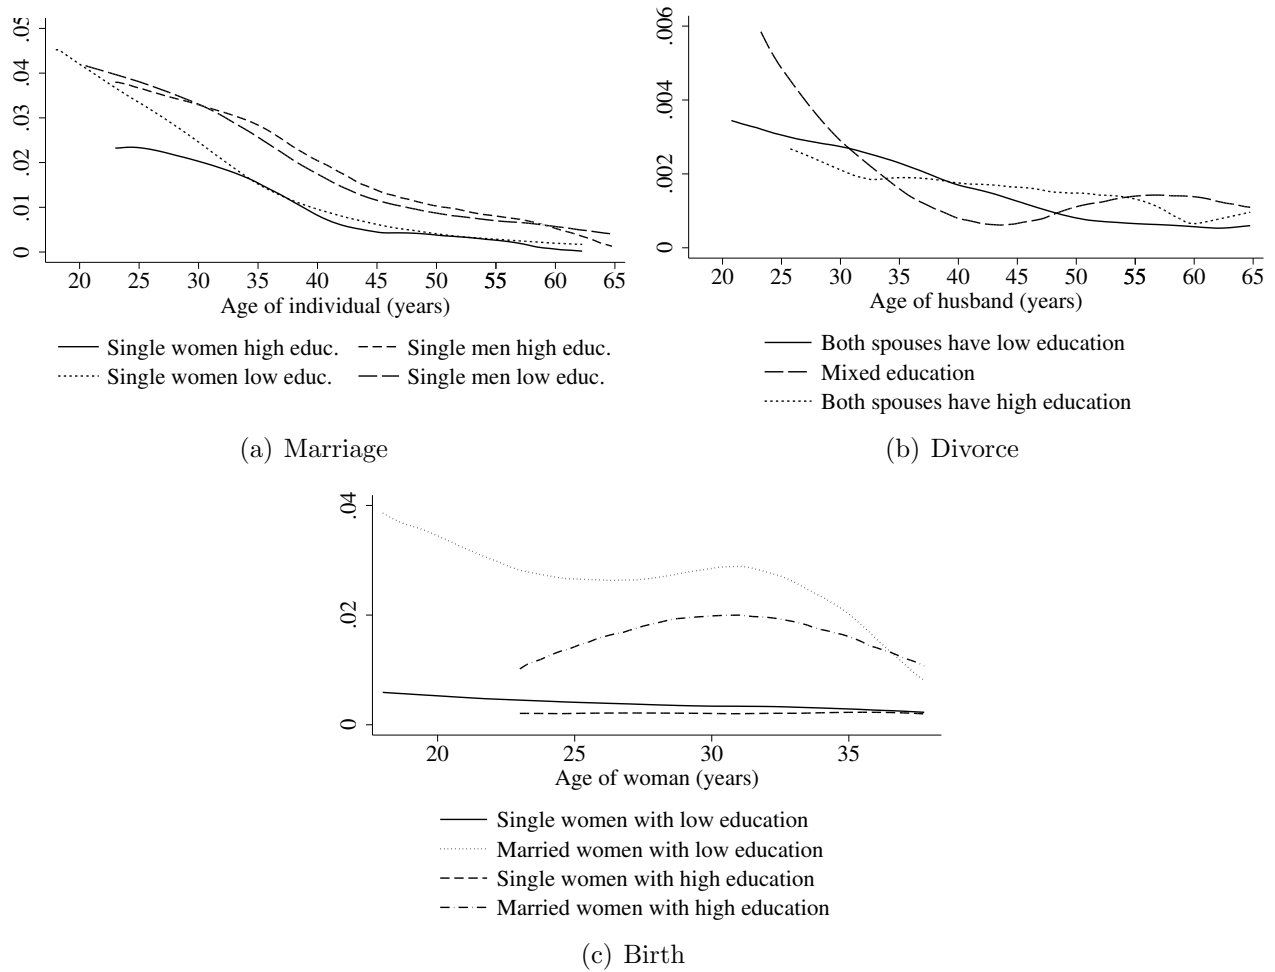 .05
.04
.03
.02
.01
0
20 25 30 35 40 45 50 55 60 65
Age of individual (years)
Single women high educ. Single men high educ.
Single women low educ. Single men low educ.
(a) Marriage
.006
.004
.002
0
20 25 30 35 40 45 50 55 60 65
Age of husband (years)
Both spouses have low education
Mixed education
Both spouses have high education
(b) Divorce
.04
.02
0
20 25 30 35
Age of woman (years)
Single women with low education
Married women with low education
Single women with high education
Married women with high education
(c) Birth